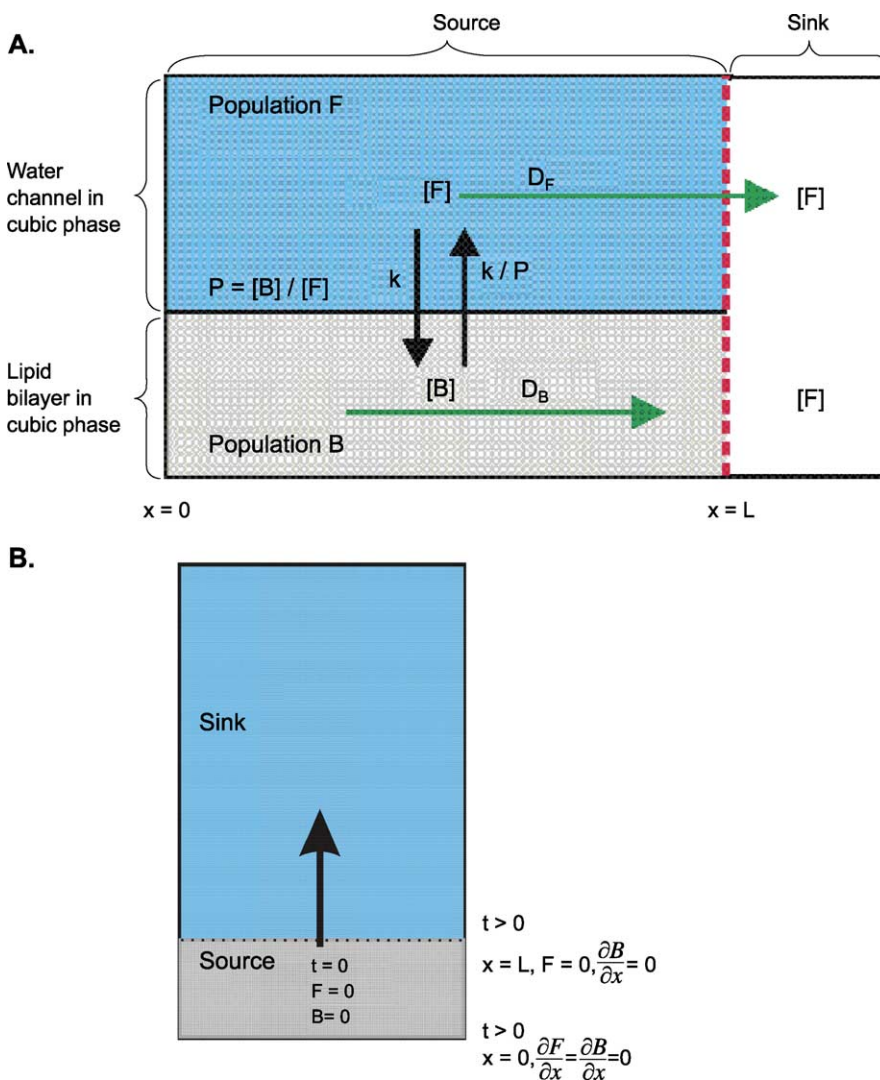 A.
Source
Sink
Population F
Water
channel in
cubic phase
[F]
D_F
[F]
k
k / P
P = [B] / [F]
Lipid
bilayer in
cubic phase
[B]
D_B
[F]
Population B
x = 0
x = L
B.
Sink
t > 0
x = L, F = 0, ∂B/∂x = 0
Source
t = 0
F = 0
B= 0
t > 0
x = 0, ∂F/∂x = ∂B/∂x = 0